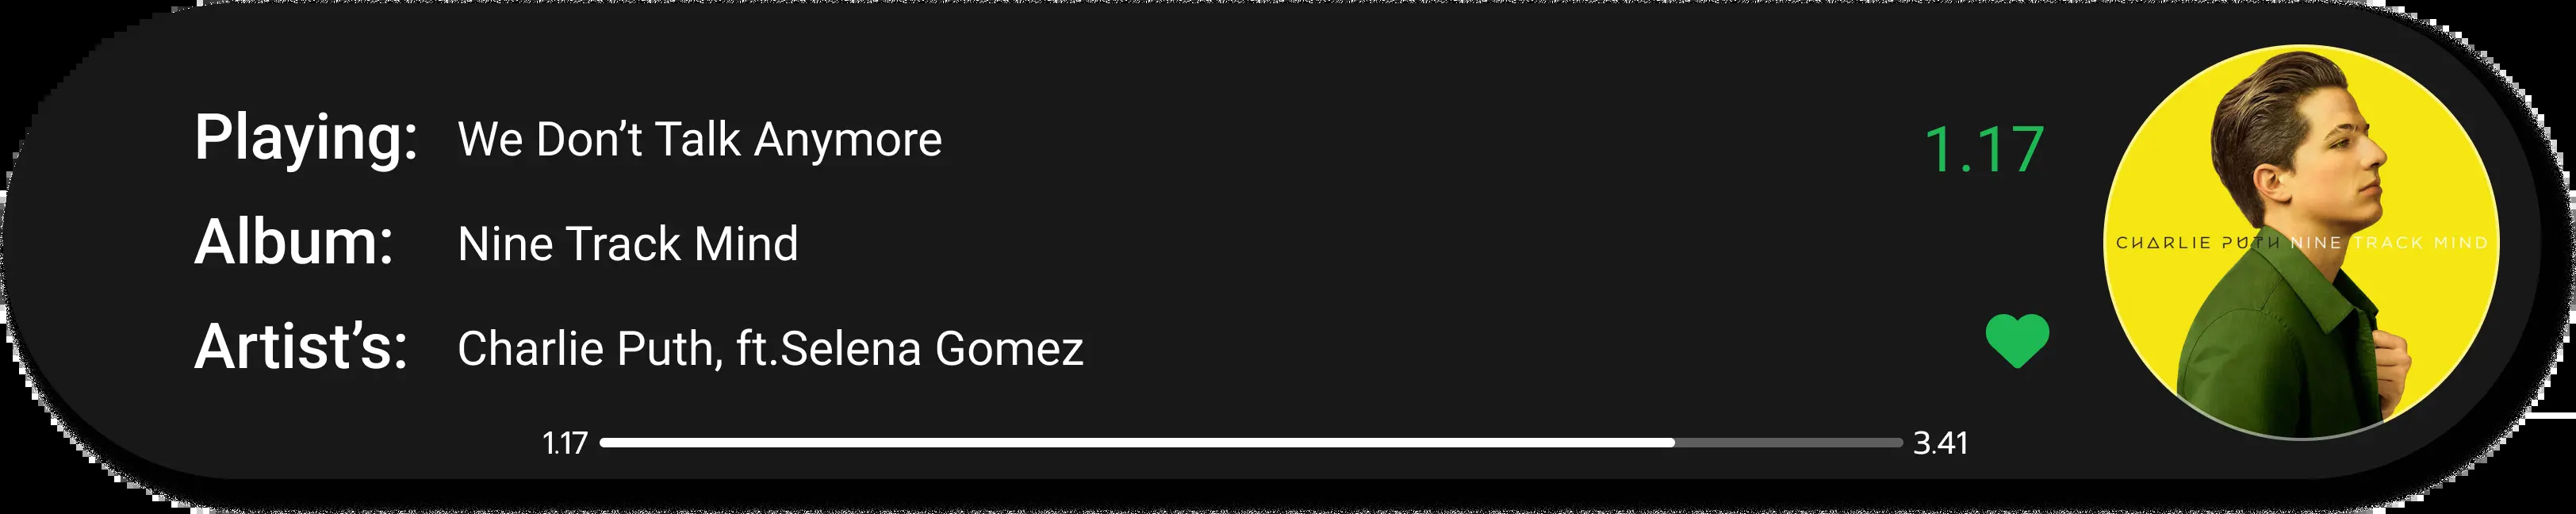 Playing: We Don’t Talk Anymore
1.17
Album: Nine Track Mind
CHARLIE PUTH NINE TRACK MIND
Artist’s: Charlie Puth, ft.Selena Gomez
1.17 3.41